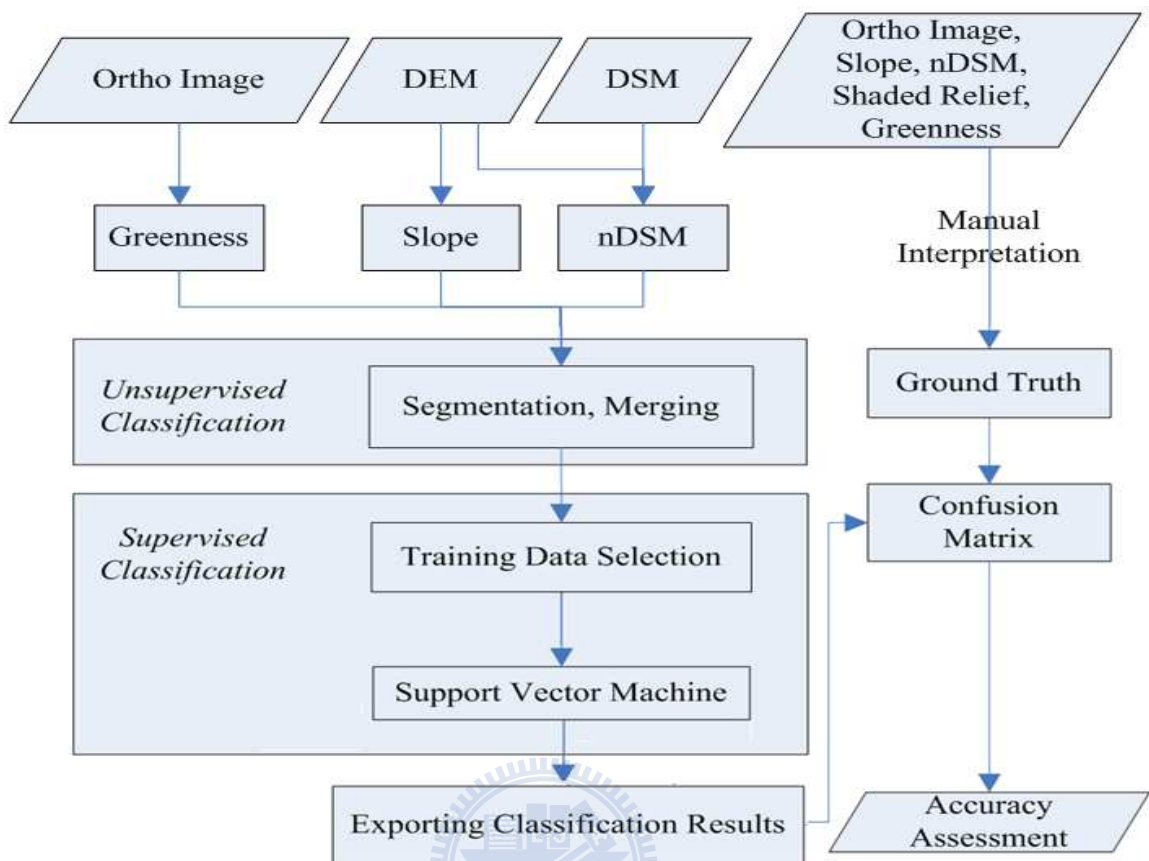 Ortho Image
DEM
DSM
Ortho Image,
Slope, nDSM,
Shaded Relief,
Greenness
Greenness
Slope
nDSM
Manual
Interpretation
Unsupervised
Classification
Segmentation, Merging
Ground Truth
Supervised
Classification
Training Data Selection
Confusion
Matrix
Support Vector Machine
Exporting Classification Results
Accuracy
Assessment